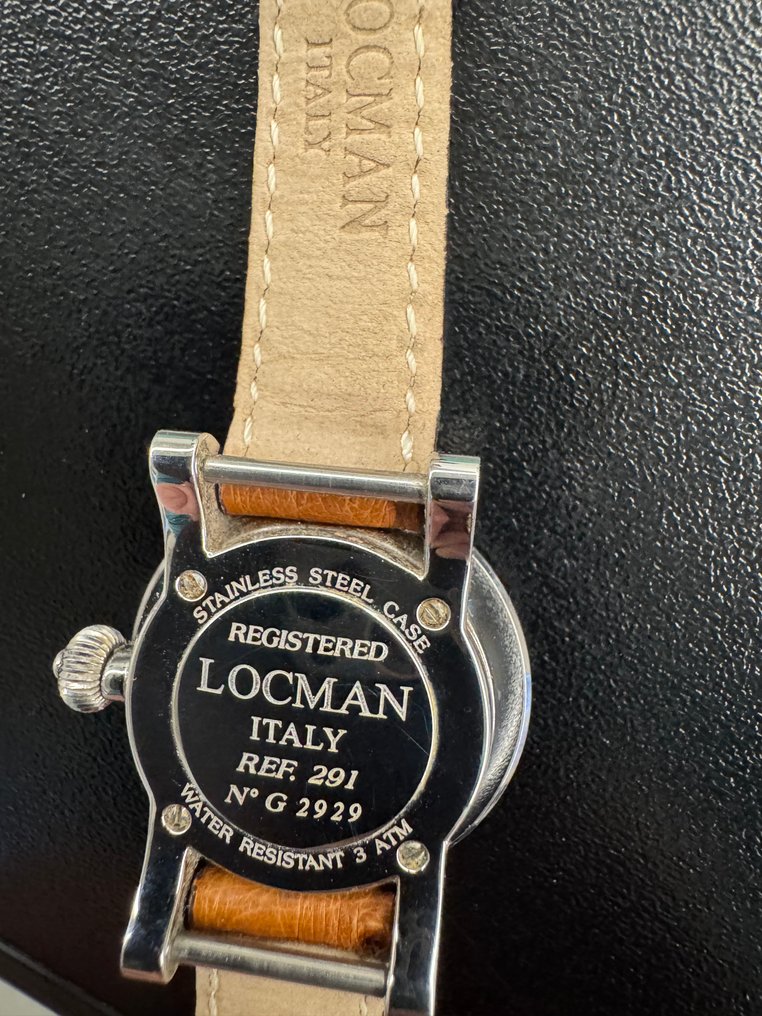 LOCMAN
ITALY
STAINLESS STEEL CASE
REGISTERED
LOCMAN
ITALY
REF. 291
N° G 2929
WATER RESISTANT 3 ATM